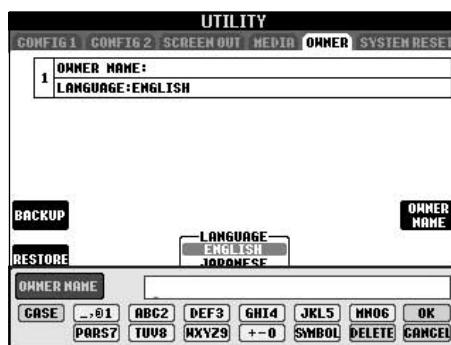 UTILITY
CONFIG 1 CONFIG 2 SCREEN OUT MEDIA OWNER SYSTEM RESET
1
OWNER NAME:
LANGUAGE:ENGLISH
BACKUP
OWNER NAME
LANGUAGE
ENGLISH
RESTORE
JAPANESE
OWNER NAME
CASE _.@1 ABC2 DEF3 GHI4 JKL5 MNO6 OK
PQRS7 TUV8 WXYZ9 +-0 SYMBOL DELETE CANCEL